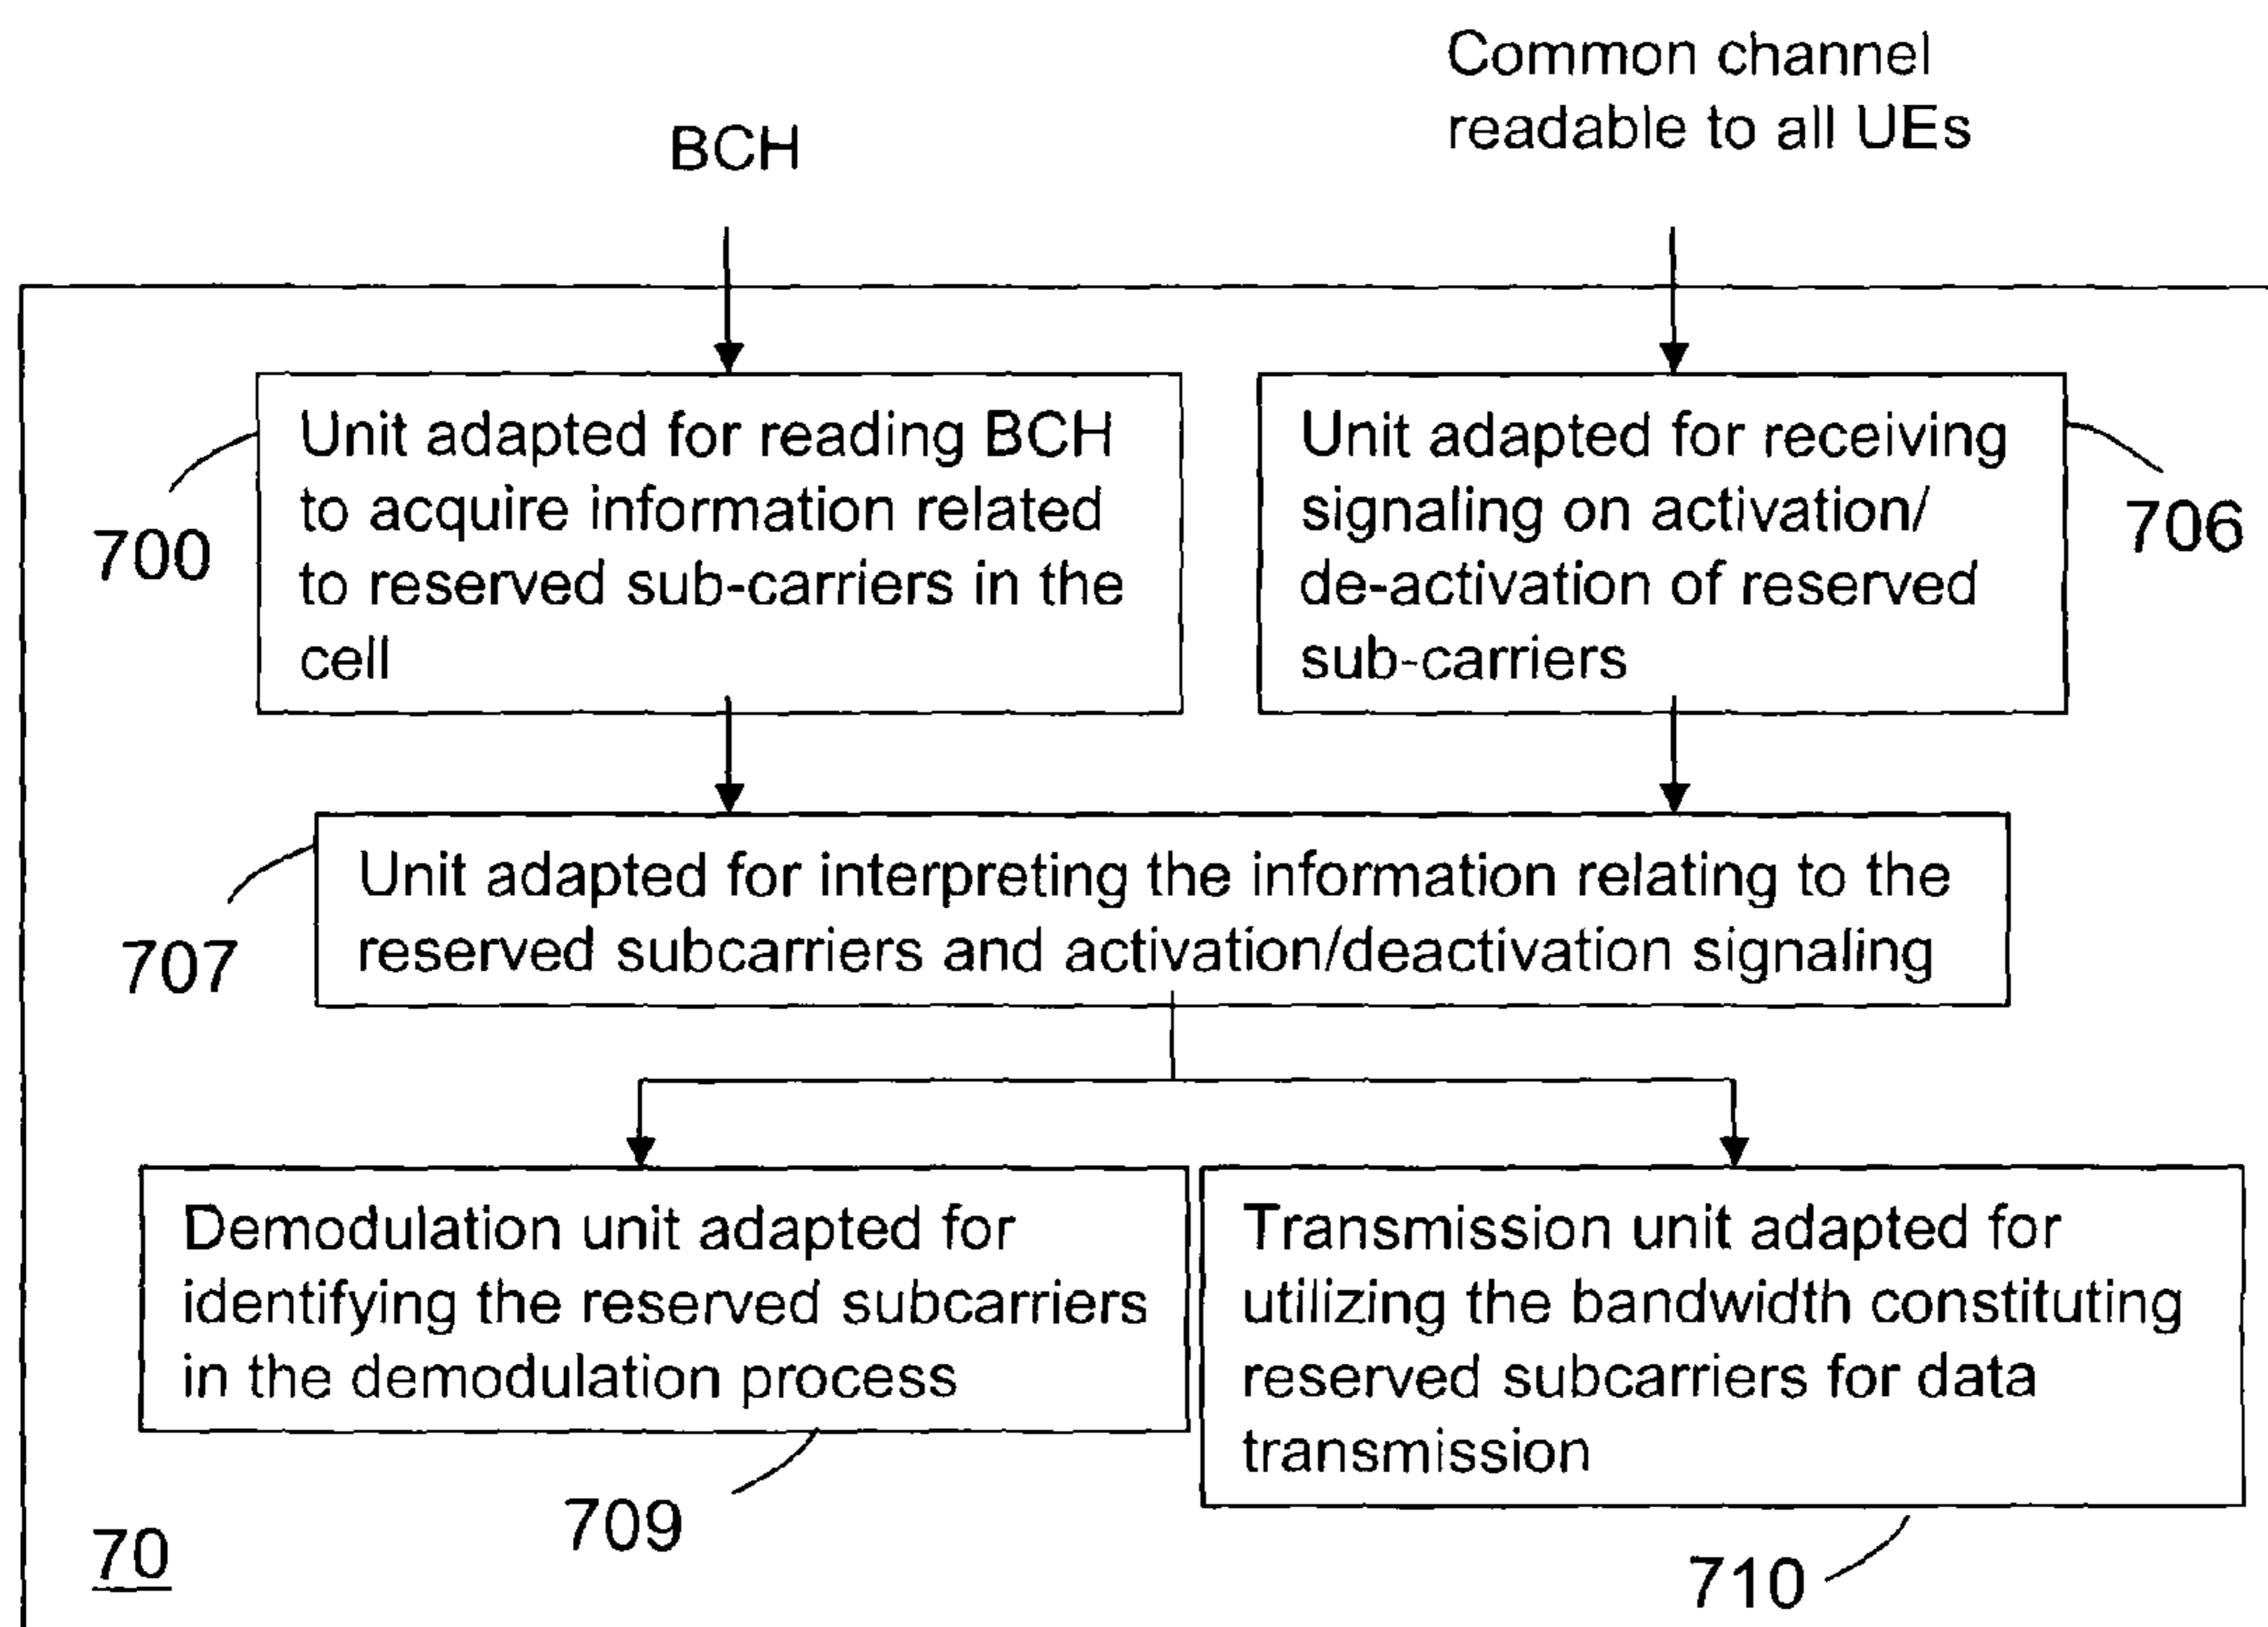 Common channel
readable to all UEs
BCH
Unit adapted for reading BCH
to acquire information related
to reserved sub-carriers in the
cell
700
Unit adapted for receiving
signaling on activation/
de-activation of reserved
sub-carriers
706
Unit adapted for interpreting the information relating to the
reserved subcarriers and activation/deactivation signaling
707
Demodulation unit adapted for
identifying the reserved subcarriers
in the demodulation process
709
Transmission unit adapted for
utilizing the bandwidth constituting
reserved subcarriers for data
transmission
710
70